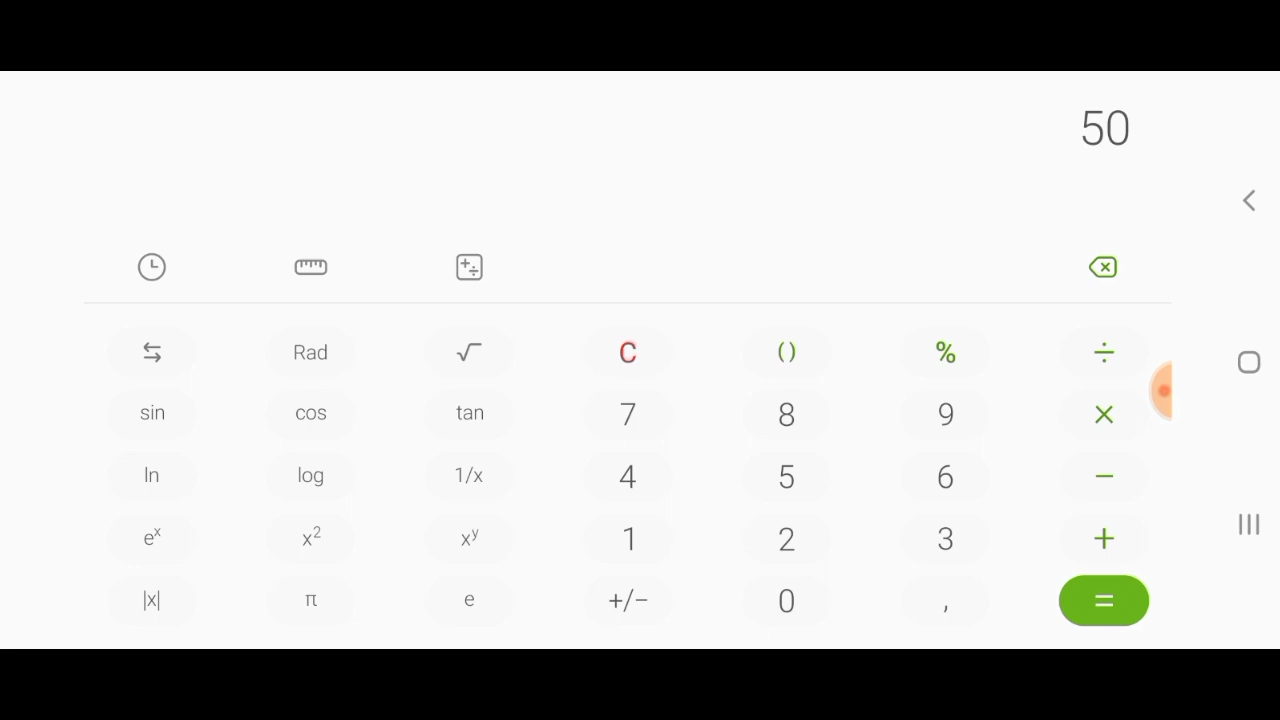 50
Rad √ C () % ÷
sin cos tan 7 8 9 ×
ln log 1/x 4 5 6 −
eˣ x² xʸ 1 2 3 +
|x| π e +/− 0 , =